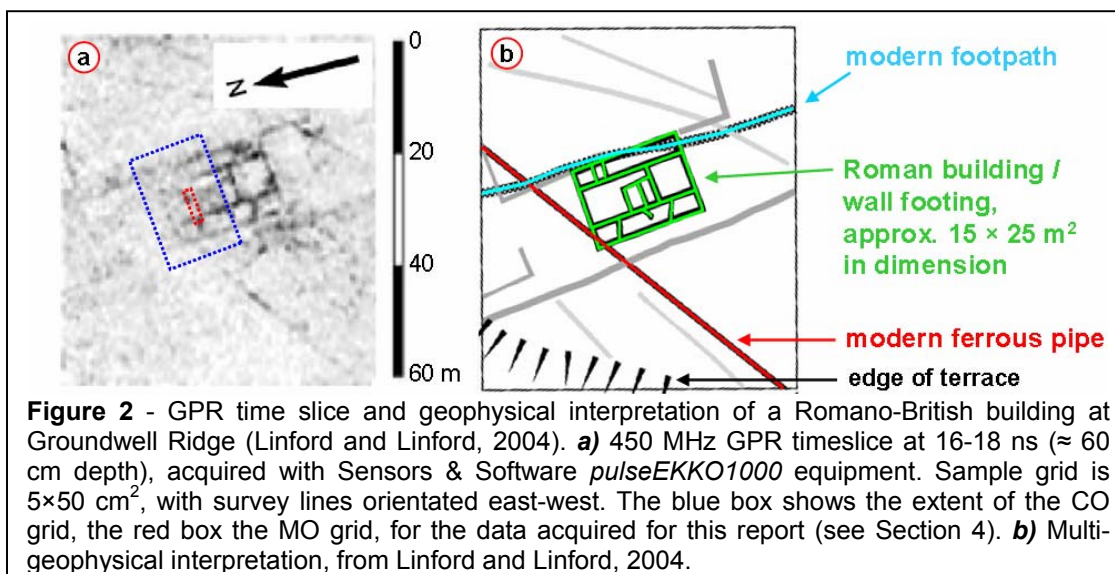 a
N
0
20
40
60 m
b
modern footpath
Roman building /
wall footing,
approx. 15 × 25 m²
in dimension
modern ferrous pipe
edge of terrace
Figure 2 - GPR time slice and geophysical interpretation of a Romano-British building at
Groundwell Ridge (Linford and Linford, 2004). a) 450 MHz GPR timeslice at 16-18 ns (≈ 60
cm depth), acquired with Sensors & Software pulseEKKO1000 equipment. Sample grid is
5×50 cm², with survey lines orientated east-west. The blue box shows the extent of the CO
grid, the red box the MO grid, for the data acquired for this report (see Section 4). b) Multi-
geophysical interpretation, from Linford and Linford, 2004.